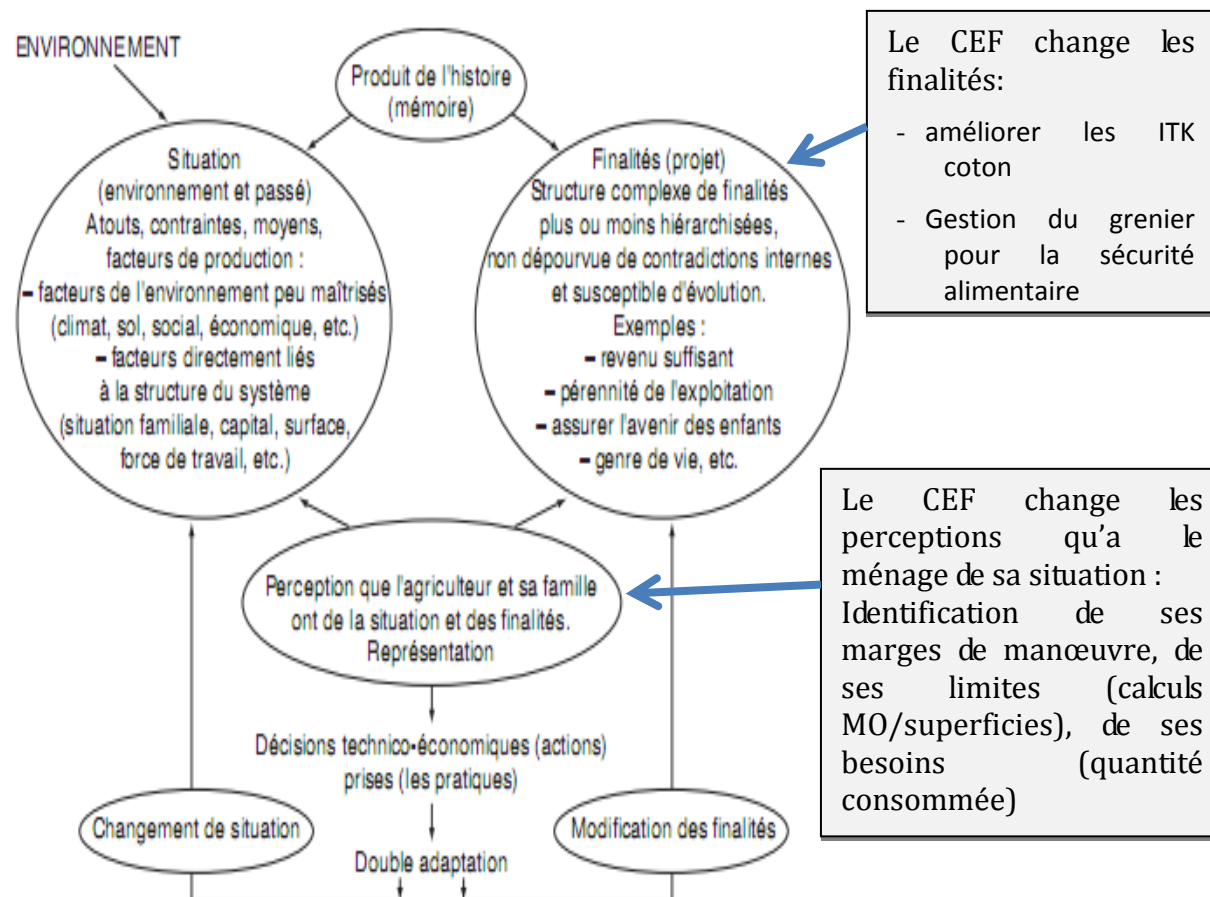 ENVIRONNEMENT
Produit de l'histoire
(mémoire)
Situation
(environnement et passé)
Atouts, contraintes, moyens,
facteurs de production :
– facteurs de l'environnement peu maîtrisés
(climat, sol, social, économique, etc.)
– facteurs directement liés
à la structure du système
(situation familiale, capital, surface,
force de travail, etc.)
Finalités (projet)
Structure complexe de finalités
plus ou moins hiérarchisées,
non dépourvue de contradictions internes
et susceptible d'évolution.
Exemples :
– revenu suffisant
– pérennité de l'exploitation
– assurer l'avenir des enfants
– genre de vie, etc.
Le CEF change les
finalités:
- améliorer les ITK
coton
- Gestion du grenier
pour la sécurité
alimentaire
Perception que l'agriculteur et sa famille
ont de la situation et des finalités.
Représentation
Le CEF change les
perceptions qu'a le
ménage de sa situation :
Identification de ses
marges de manœuvre, de
ses limites (calculs
MO/superficies), de ses
besoins (quantité
consommée)
Décisions technico-économiques (actions)
prises (les pratiques)
Changement de situation
Modification des finalités
Double adaptation